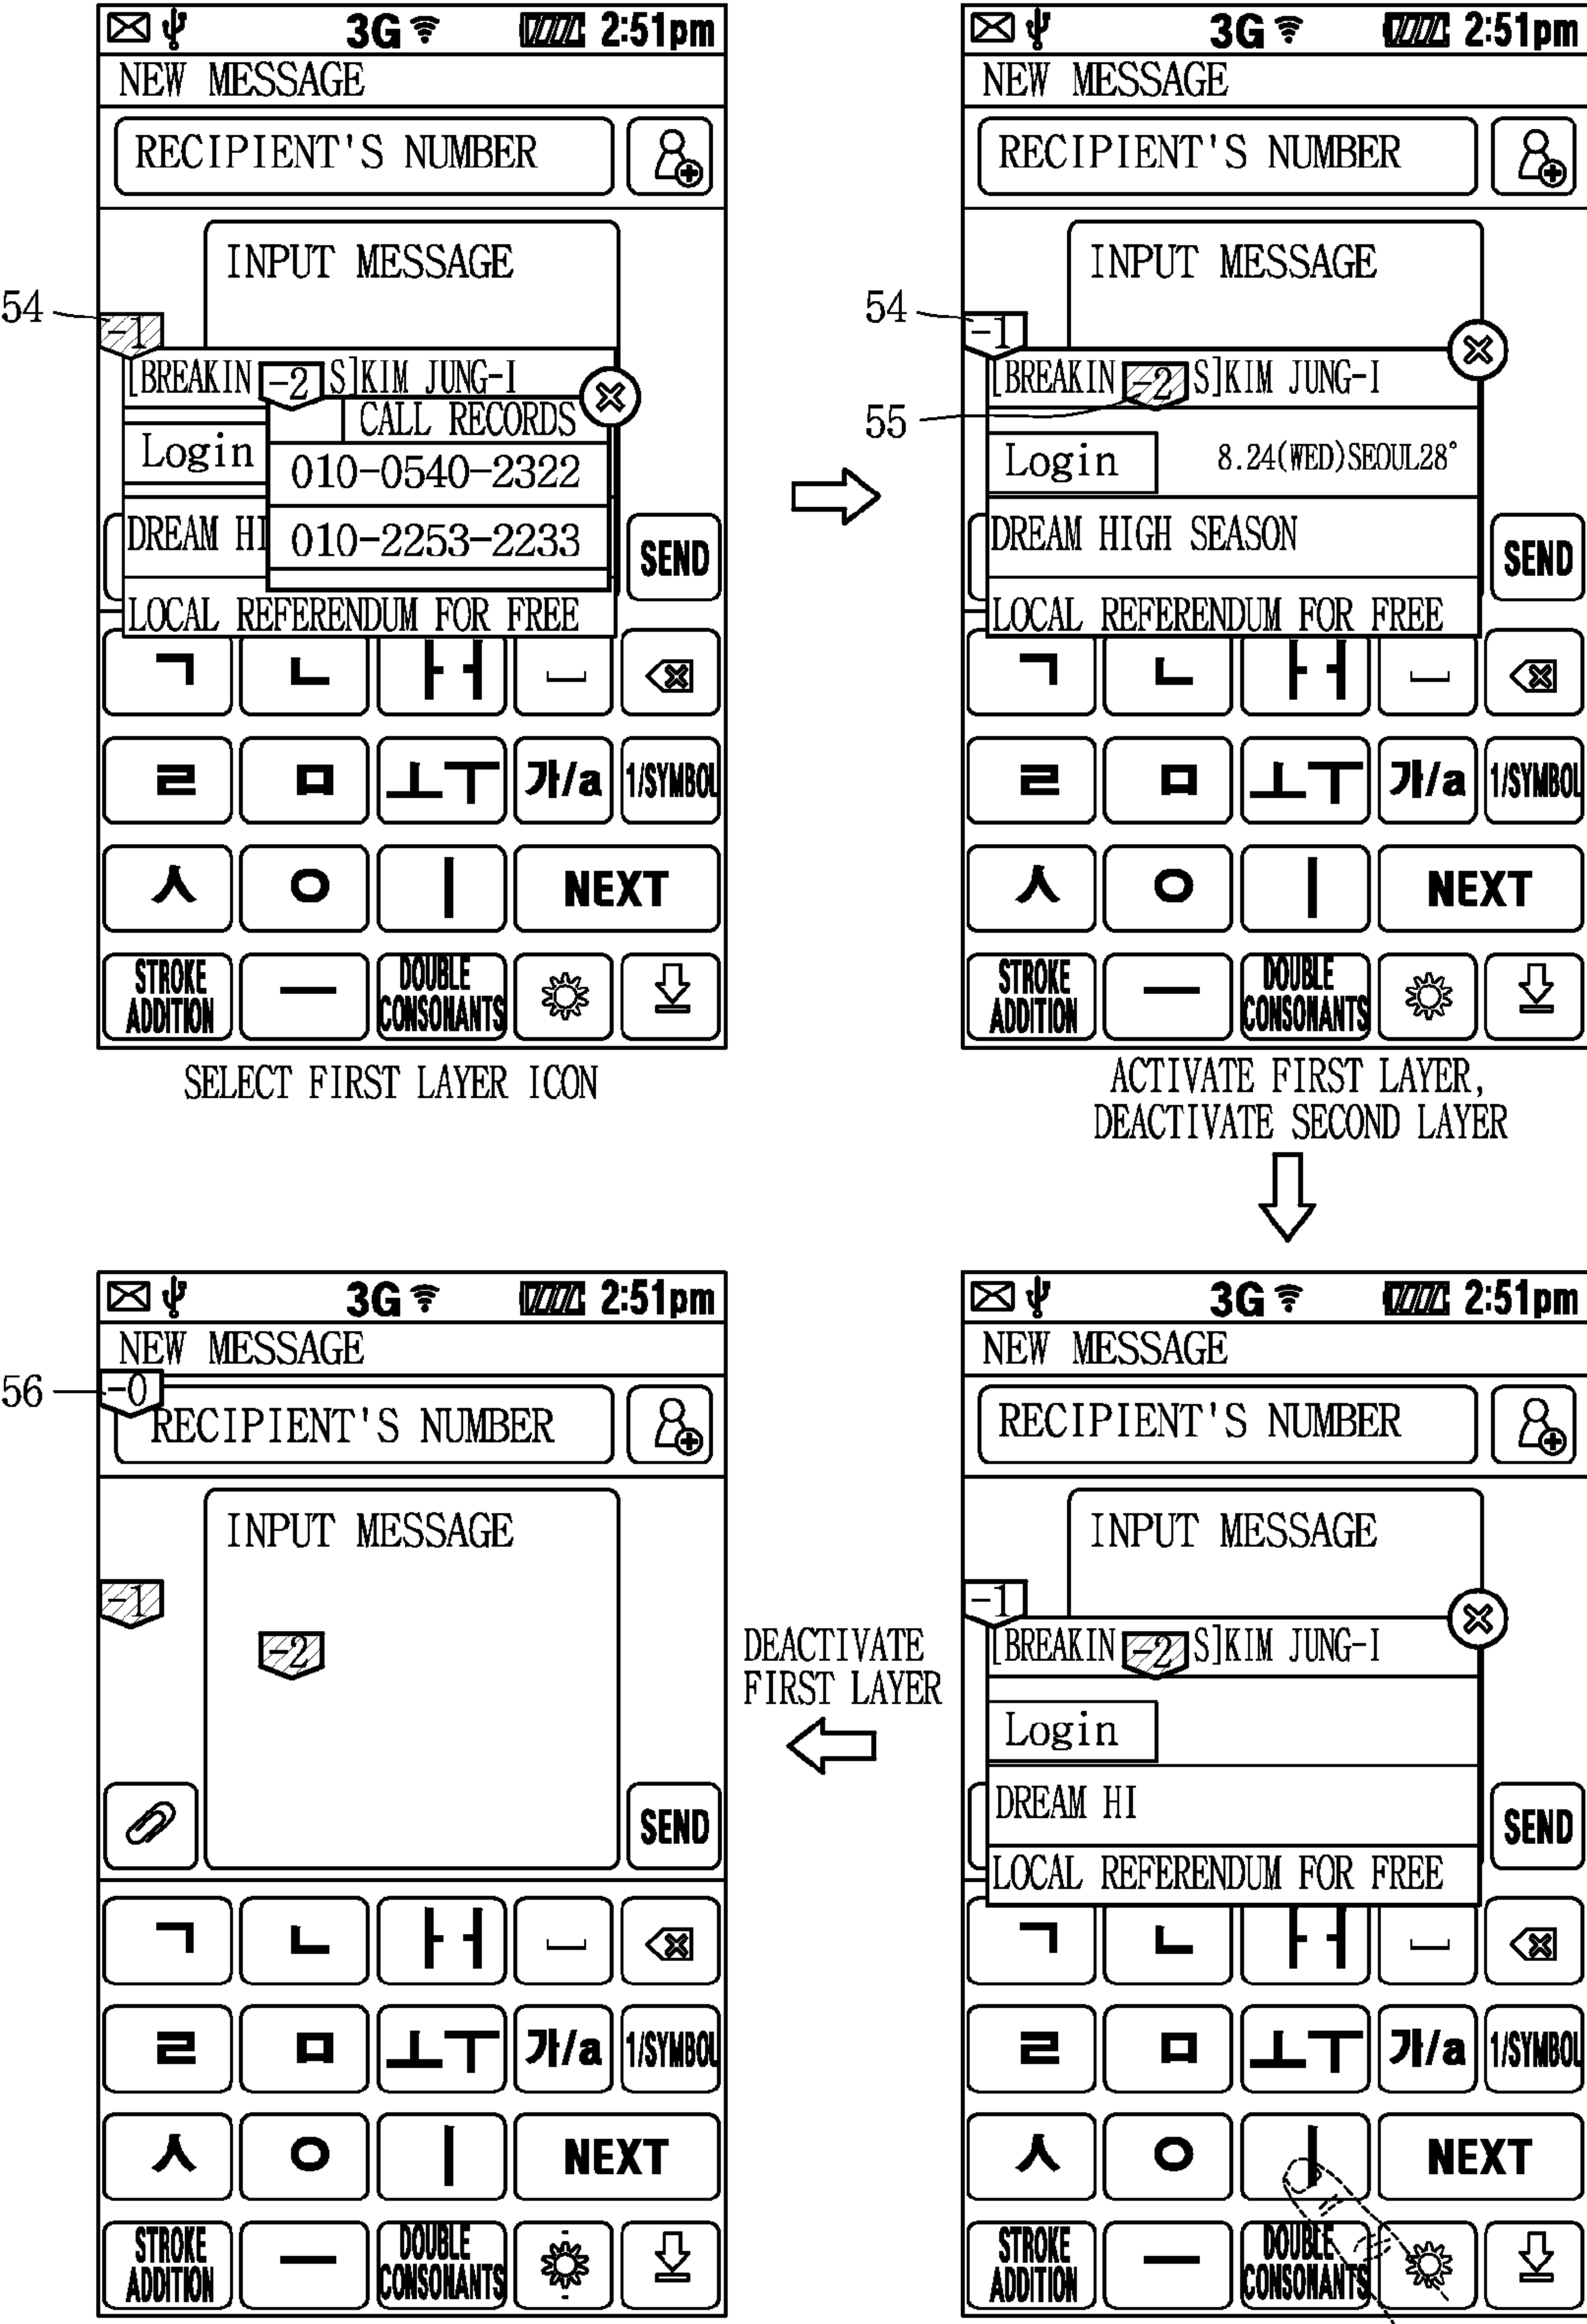 3G 2:51pm
NEW MESSAGE
RECIPIENT'S NUMBER
INPUT MESSAGE
54
-1
[BREAKIN -2 S]KIM JUNG-I
CALL RECORDS
Login
010-0540-2322
DREAM HI
010-2253-2233
SEND
LOCAL REFERENDUM FOR FREE
ㄱ ㄴ ㅏㅓ
ㄹ ㅁ ㅗㅜ 가/a 1/SYMBOL
ㅅ ㅇ ㅣ NEXT
STROKE ADDITION ㅡ DOUBLE CONSONANTS
SELECT FIRST LAYER ICON
3G 2:51pm
NEW MESSAGE
RECIPIENT'S NUMBER
INPUT MESSAGE
54
-1
[BREAKIN -2 S]KIM JUNG-I
55
Login 8.24(WED)SEOUL28°
DREAM HIGH SEASON
SEND
LOCAL REFERENDUM FOR FREE
ㄱ ㄴ ㅏㅓ
ㄹ ㅁ ㅗㅜ 가/a 1/SYMBOL
ㅅ ㅇ ㅣ NEXT
STROKE ADDITION ㅡ DOUBLE CONSONANTS
ACTIVATE FIRST LAYER,
DEACTIVATE SECOND LAYER
3G 2:51pm
NEW MESSAGE
RECIPIENT'S NUMBER
INPUT MESSAGE
-1
[BREAKIN -2 S]KIM JUNG-I
Login
DREAM HI
SEND
LOCAL REFERENDUM FOR FREE
ㄱ ㄴ ㅏㅓ
ㄹ ㅁ ㅗㅜ 가/a 1/SYMBOL
ㅅ ㅇ ㅣ NEXT
STROKE ADDITION ㅡ DOUBLE CONSONANTS
DEACTIVATE
FIRST LAYER
3G 2:51pm
NEW MESSAGE
56
-0
RECIPIENT'S NUMBER
INPUT MESSAGE
-1
-2
SEND
ㄱ ㄴ ㅏㅓ
ㄹ ㅁ ㅗㅜ 가/a 1/SYMBOL
ㅅ ㅇ ㅣ NEXT
STROKE ADDITION ㅡ DOUBLE CONSONANTS